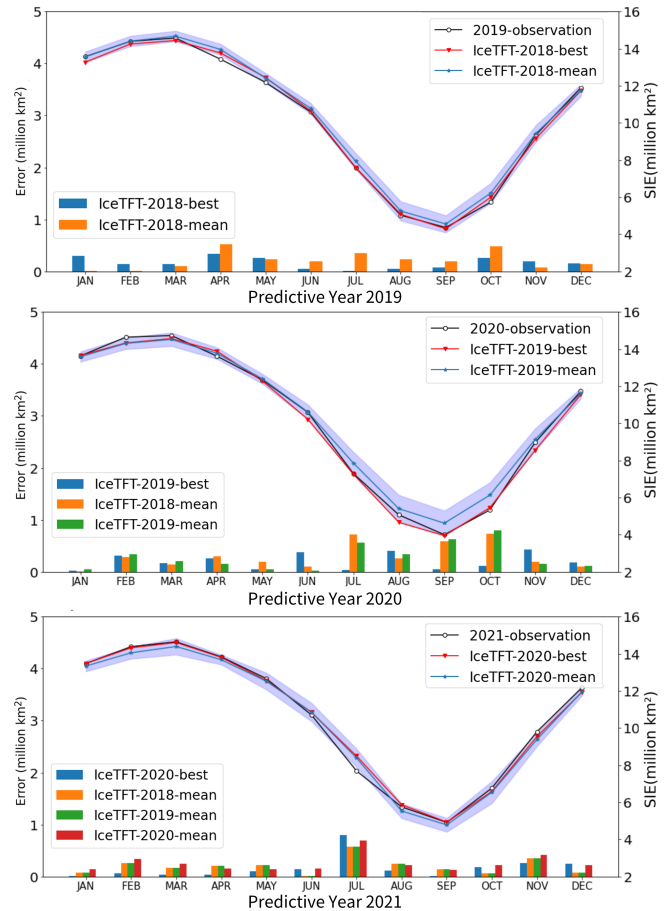 5
4
3
2
1
0
Error (million km²)
2019-observation
IceTFT-2018-best
IceTFT-2018-mean
IceTFT-2018-best
IceTFT-2018-mean
16
14
12
10
8
6
4
2
SIE(million km²)
JAN FEB MAR APR MAY JUN JUL AUG SEP OCT NOV DEC
Predictive Year 2019
5
4
3
2
1
0
Error (million km²)
2020-observation
IceTFT-2019-best
IceTFT-2019-mean
IceTFT-2019-best
IceTFT-2018-mean
IceTFT-2019-mean
16
14
12
10
8
6
4
2
SIE(million km²)
JAN FEB MAR APR MAY JUN JUL AUG SEP OCT NOV DEC
Predictive Year 2020
5
4
3
2
1
0
Error (million km²)
2021-observation
IceTFT-2020-best
IceTFT-2020-mean
IceTFT-2020-best
IceTFT-2018-mean
IceTFT-2019-mean
IceTFT-2020-mean
16
14
12
10
8
6
4
2
SIE(million km²)
JAN FEB MAR APR MAY JUN JUL AUG SEP OCT NOV DEC
Predictive Year 2021